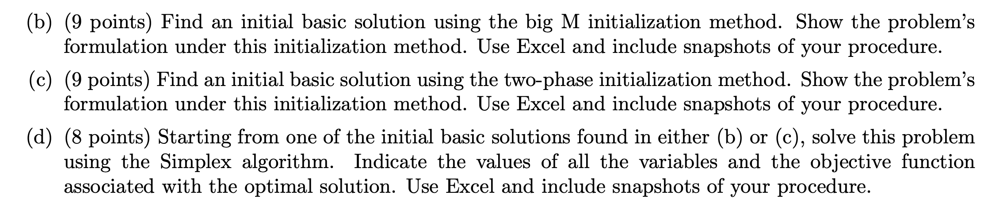 (b) (9 points) Find an initial basic solution using the big M initialization method. Show the problem’s
formulation under this initialization method. Use Excel and include snapshots of your procedure.
(c) (9 points) Find an initial basic solution using the two-phase initialization method. Show the problem’s
formulation under this initialization method. Use Excel and include snapshots of your procedure.
(d) (8 points) Starting from one of the initial basic solutions found in either (b) or (c), solve this problem
using the Simplex algorithm. Indicate the values of all the variables and the objective function
associated with the optimal solution. Use Excel and include snapshots of your procedure.